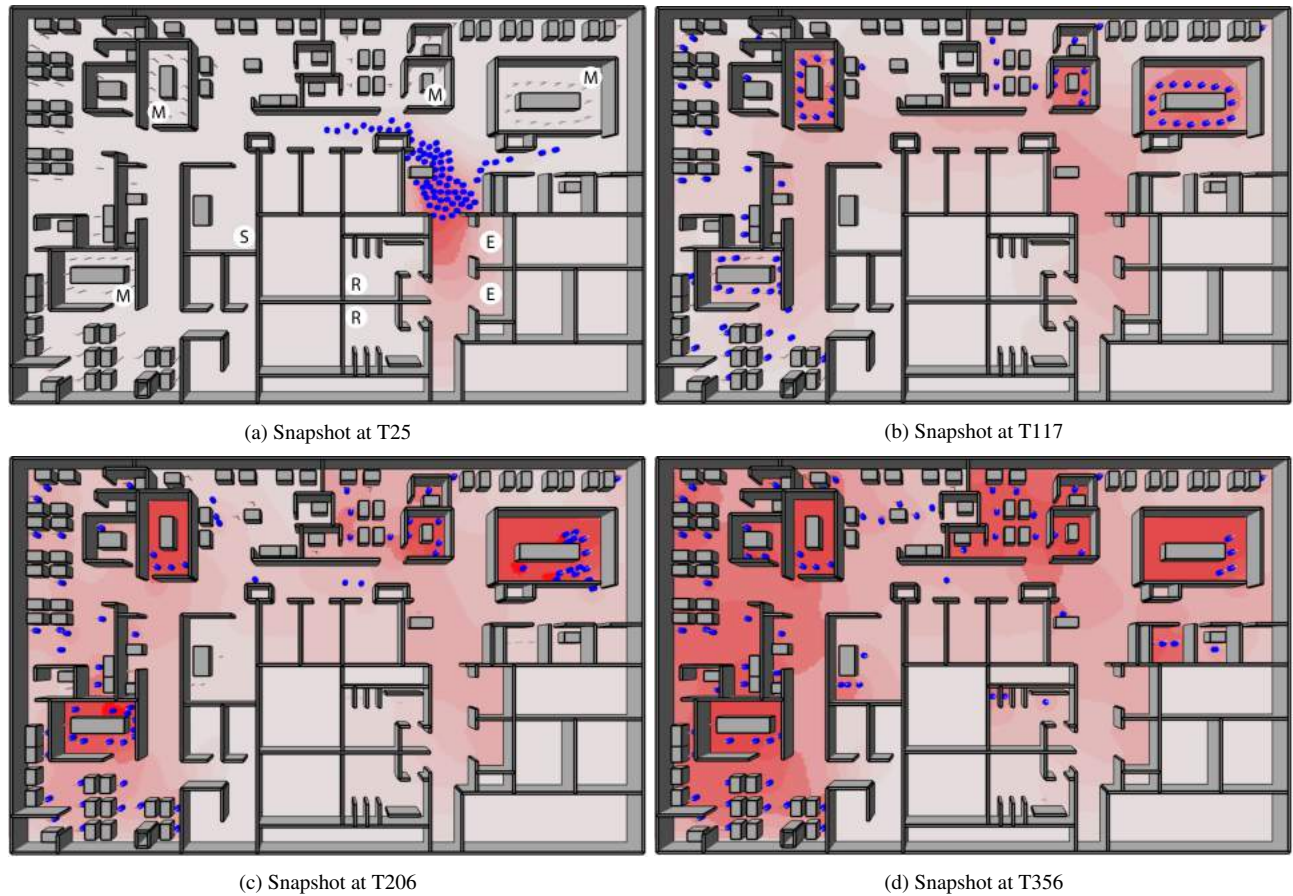 M
M
M
S
E
R
M
E
R
(a) Snapshot at T25
(b) Snapshot at T117
(c) Snapshot at T206
(d) Snapshot at T356